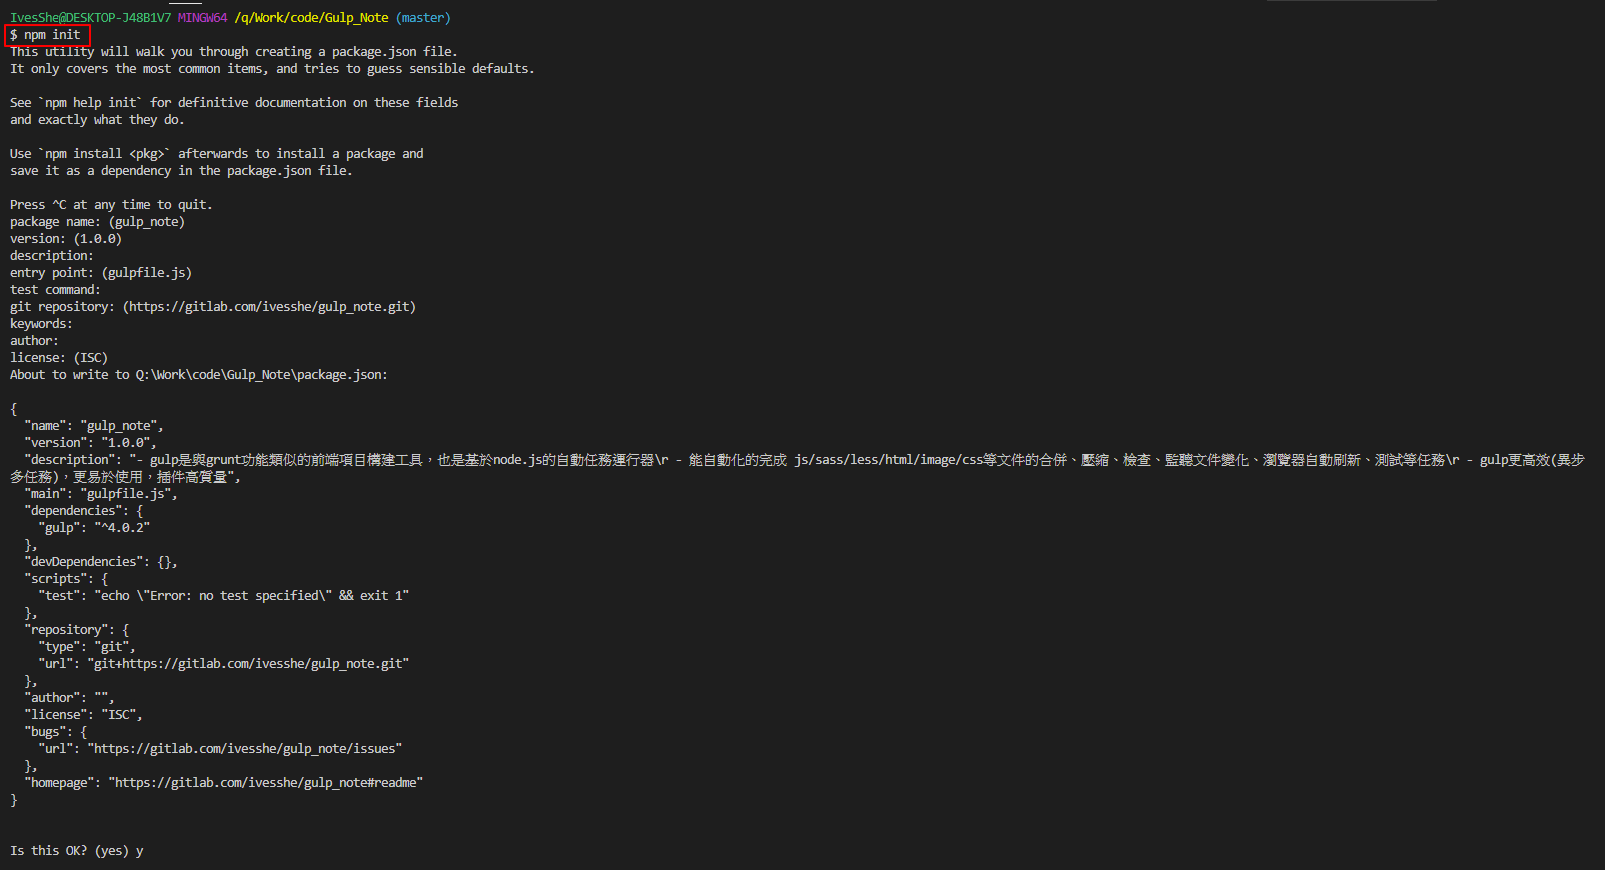 IvesShe@DESKTOP-J48B1V7 MINGW64 /q/Work/code/Gulp_Note (master)
$ npm init
This utility will walk you through creating a package.json file.
It only covers the most common items, and tries to guess sensible defaults.

See `npm help init` for definitive documentation on these fields
and exactly what they do.

Use `npm install <pkg>` afterwards to install a package and
save it as a dependency in the package.json file.

Press ^C at any time to quit.
package name: (gulp_note)
version: (1.0.0)
description:
entry point: (gulpfile.js)
test command:
git repository: (https://gitlab.com/ivesshe/gulp_note.git)
keywords:
author:
license: (ISC)
About to write to Q:\Work\code\Gulp_Note\package.json:

{
  "name": "gulp_note",
  "version": "1.0.0",
  "description": "- gulp是與grunt功能類似的前端項目構建工具，也是基於node.js的自動任務運行器\r - 能自動化的完成 js/sass/less/html/image/css等文件的合併、壓縮、檢查、監聽文件變化、瀏覽器自動刷新、測試等任務\r - gulp更高效(異步
多任務)，更易於使用，插件高質量",
  "main": "gulpfile.js",
  "dependencies": {
    "gulp": "^4.0.2"
  },
  "devDependencies": {},
  "scripts": {
    "test": "echo \"Error: no test specified\" && exit 1"
  },
  "repository": {
    "type": "git",
    "url": "git+https://gitlab.com/ivesshe/gulp_note.git"
  },
  "author": "",
  "license": "ISC",
  "bugs": {
    "url": "https://gitlab.com/ivesshe/gulp_note/issues"
  },
  "homepage": "https://gitlab.com/ivesshe/gulp_note#readme"
}

Is this OK? (yes) y